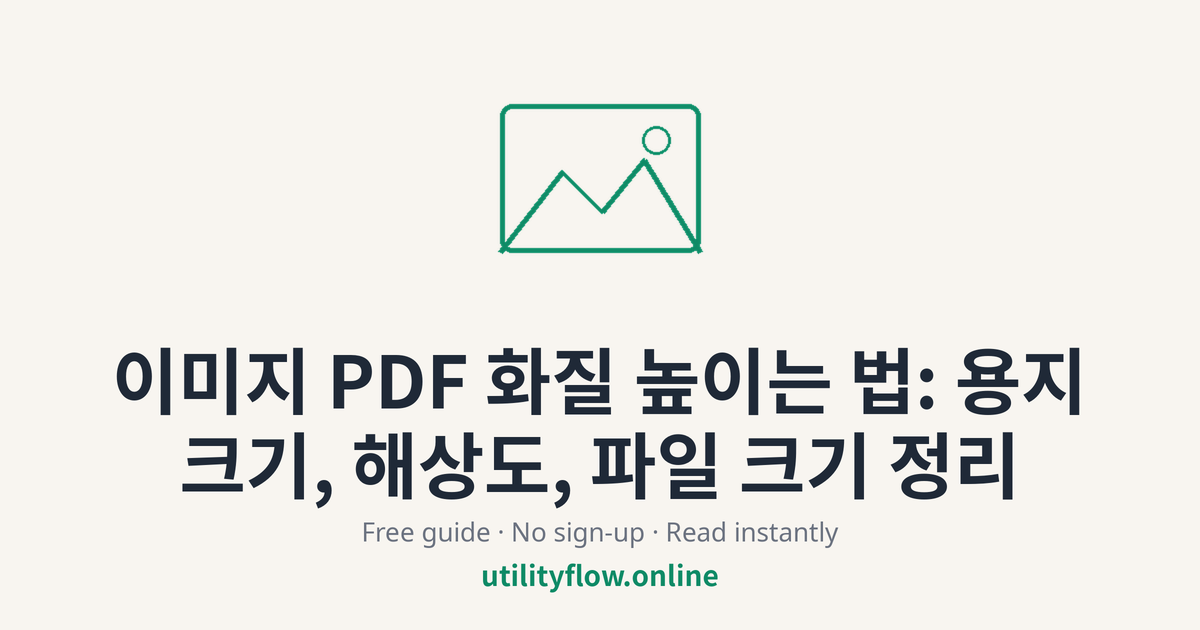 이미지 PDF 화질 높이는 법: 용지
크기, 해상도, 파일 크기 정리
Free guide · No sign-up · Read instantly
utilityflow.online